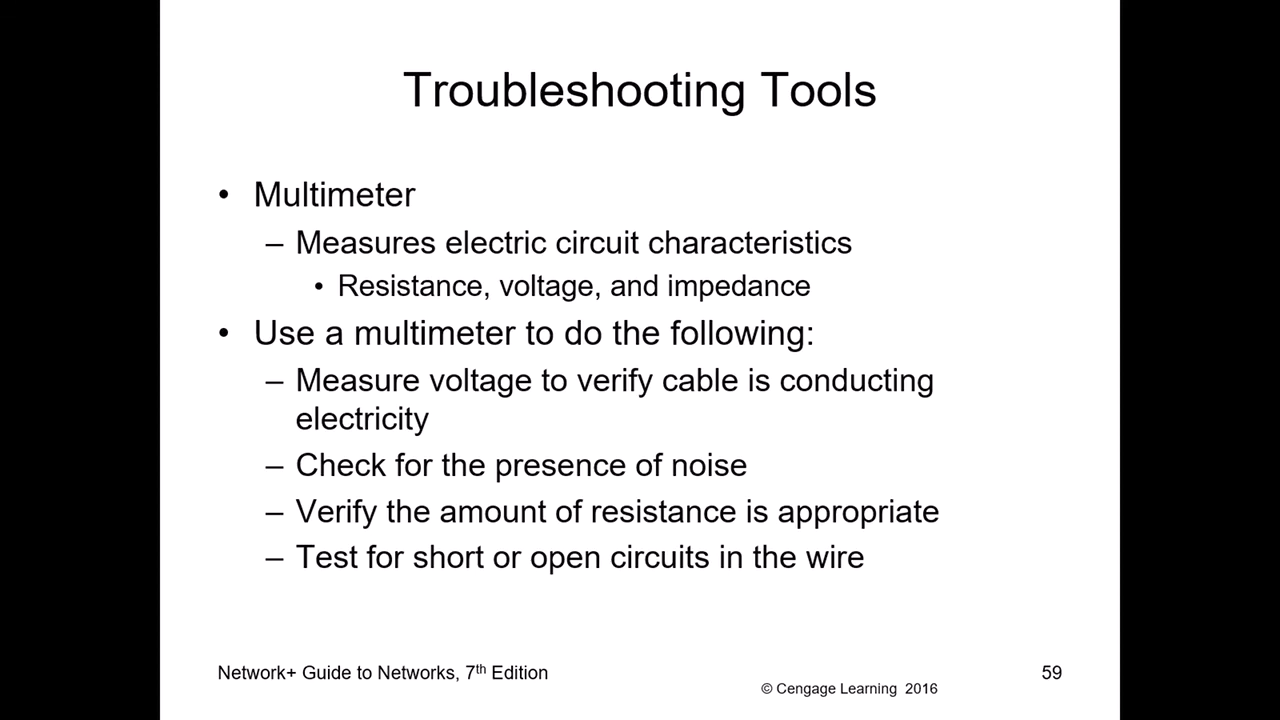 Troubleshooting Tools
• Multimeter
– Measures electric circuit characteristics
• Resistance, voltage, and impedance
• Use a multimeter to do the following:
– Measure voltage to verify cable is conducting
electricity
– Check for the presence of noise
– Verify the amount of resistance is appropriate
– Test for short or open circuits in the wire
Network+ Guide to Networks, 7th Edition
59
© Cengage Learning 2016